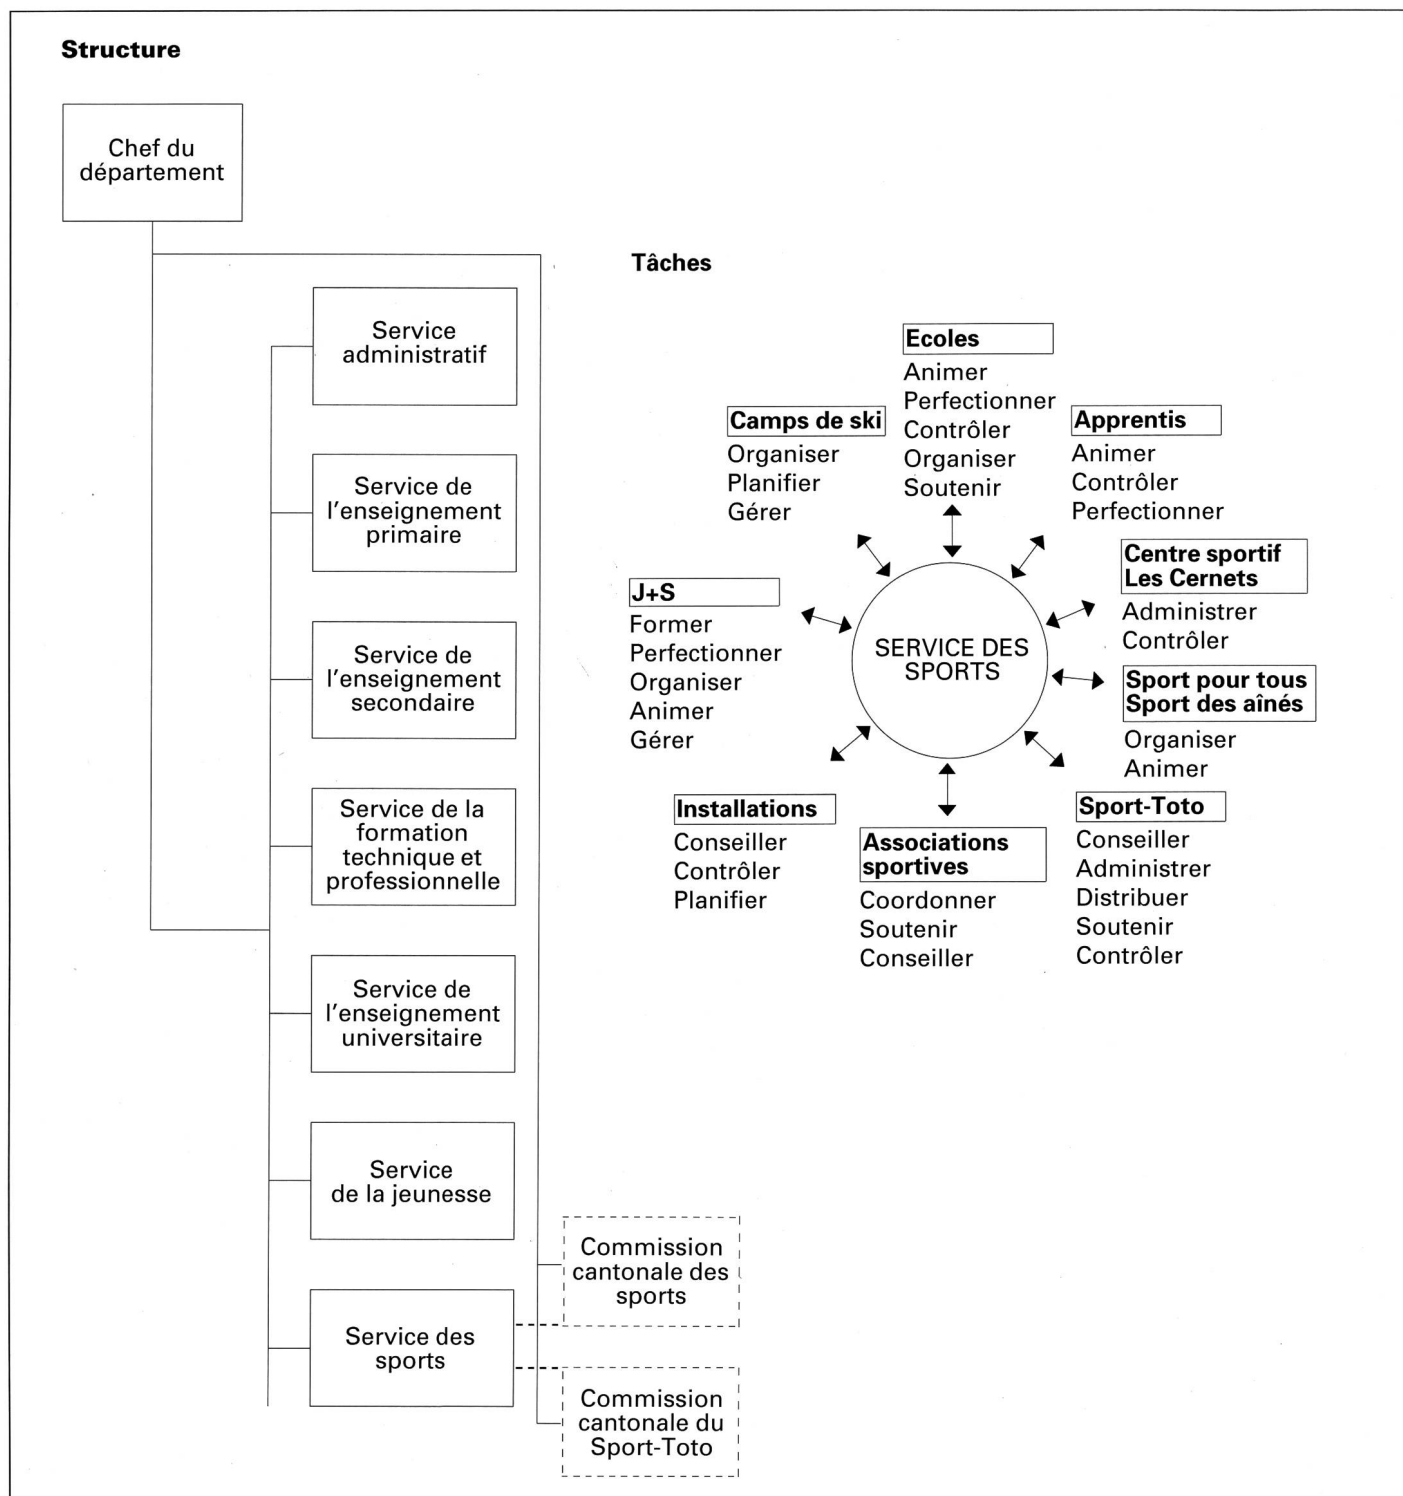 Structure
Chef du
département
Service
administratif
Service de
l'enseignement
primaire
Service de
l'enseignement
secondaire
Service de la
formation
technique et
professionnelle
Service de
l'enseignement
universitaire
Service
de la jeunesse
Service des
sports
Commission
cantonale des
sports
Commission
cantonale du
Sport-Toto
Tâches
Ecoles
Animer
Perfectionner
Contrôler
Organiser
Soutenir
Camps de ski
Organiser
Planifier
Gérer
Apprentis
Animer
Contrôler
Perfectionner
Centre sportif
Les Cernets
Administrer
Contrôler
J+S
Former
Perfectionner
Organiser
Animer
Gérer
SERVICE DES
SPORTS
Sport pour tous
Sport des aînés
Organiser
Animer
Installations
Conseiller
Contrôler
Planifier
Associations
sportives
Coordonner
Soutenir
Conseiller
Sport-Toto
Conseiller
Administrer
Distribuer
Soutenir
Contrôler